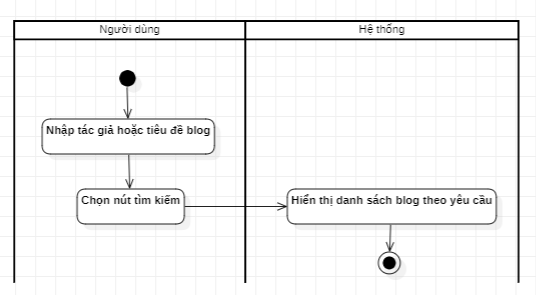 Người dùng
Hệ thống
Nhập tác giả hoặc tiêu đề blog
Chọn nút tìm kiếm
Hiển thị danh sách blog theo yêu cầu